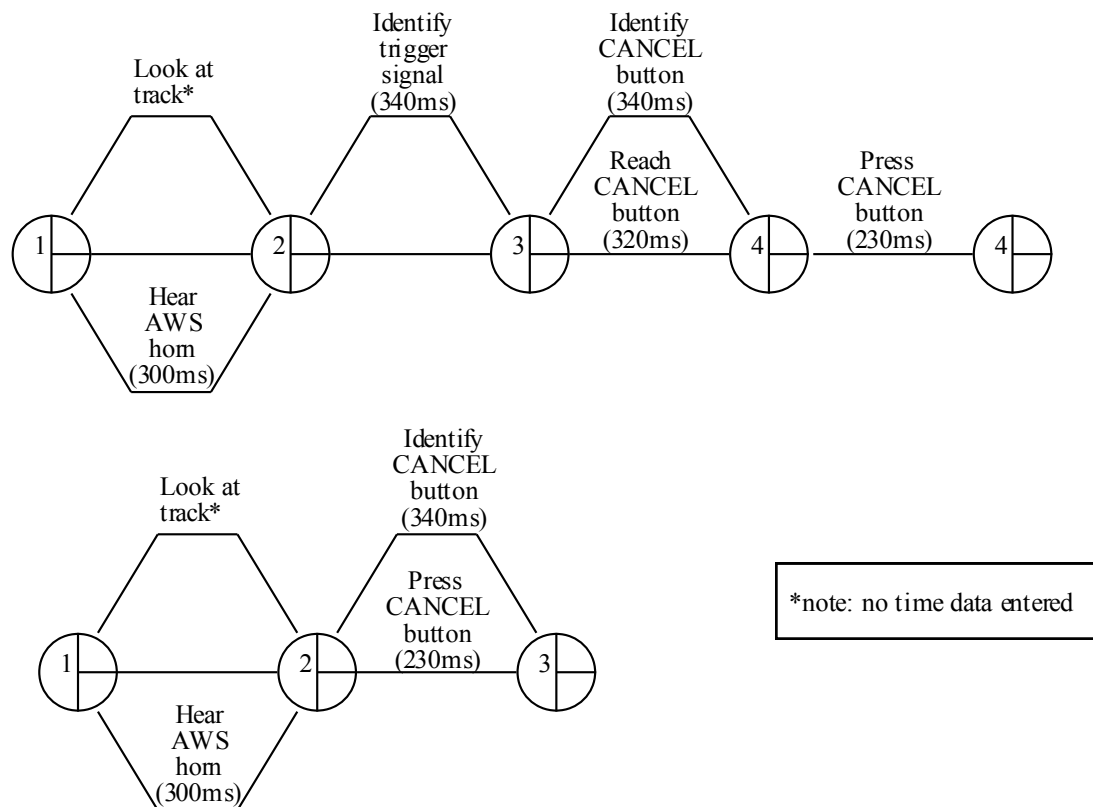 Look at
track*
Identify
trigger
signal
(340ms)
Identify
CANCEL
button
(340ms)
Reach
CANCEL
button
(320ms)
Press
CANCEL
button
(230ms)
1
2
3
4
4
Hear
AWS
horn
(300ms)
Look at
track*
Identify
CANCEL
button
(340ms)
Press
CANCEL
button
(230ms)
1
2
3
Hear
AWS
horn
(300ms)
*note: no time data entered